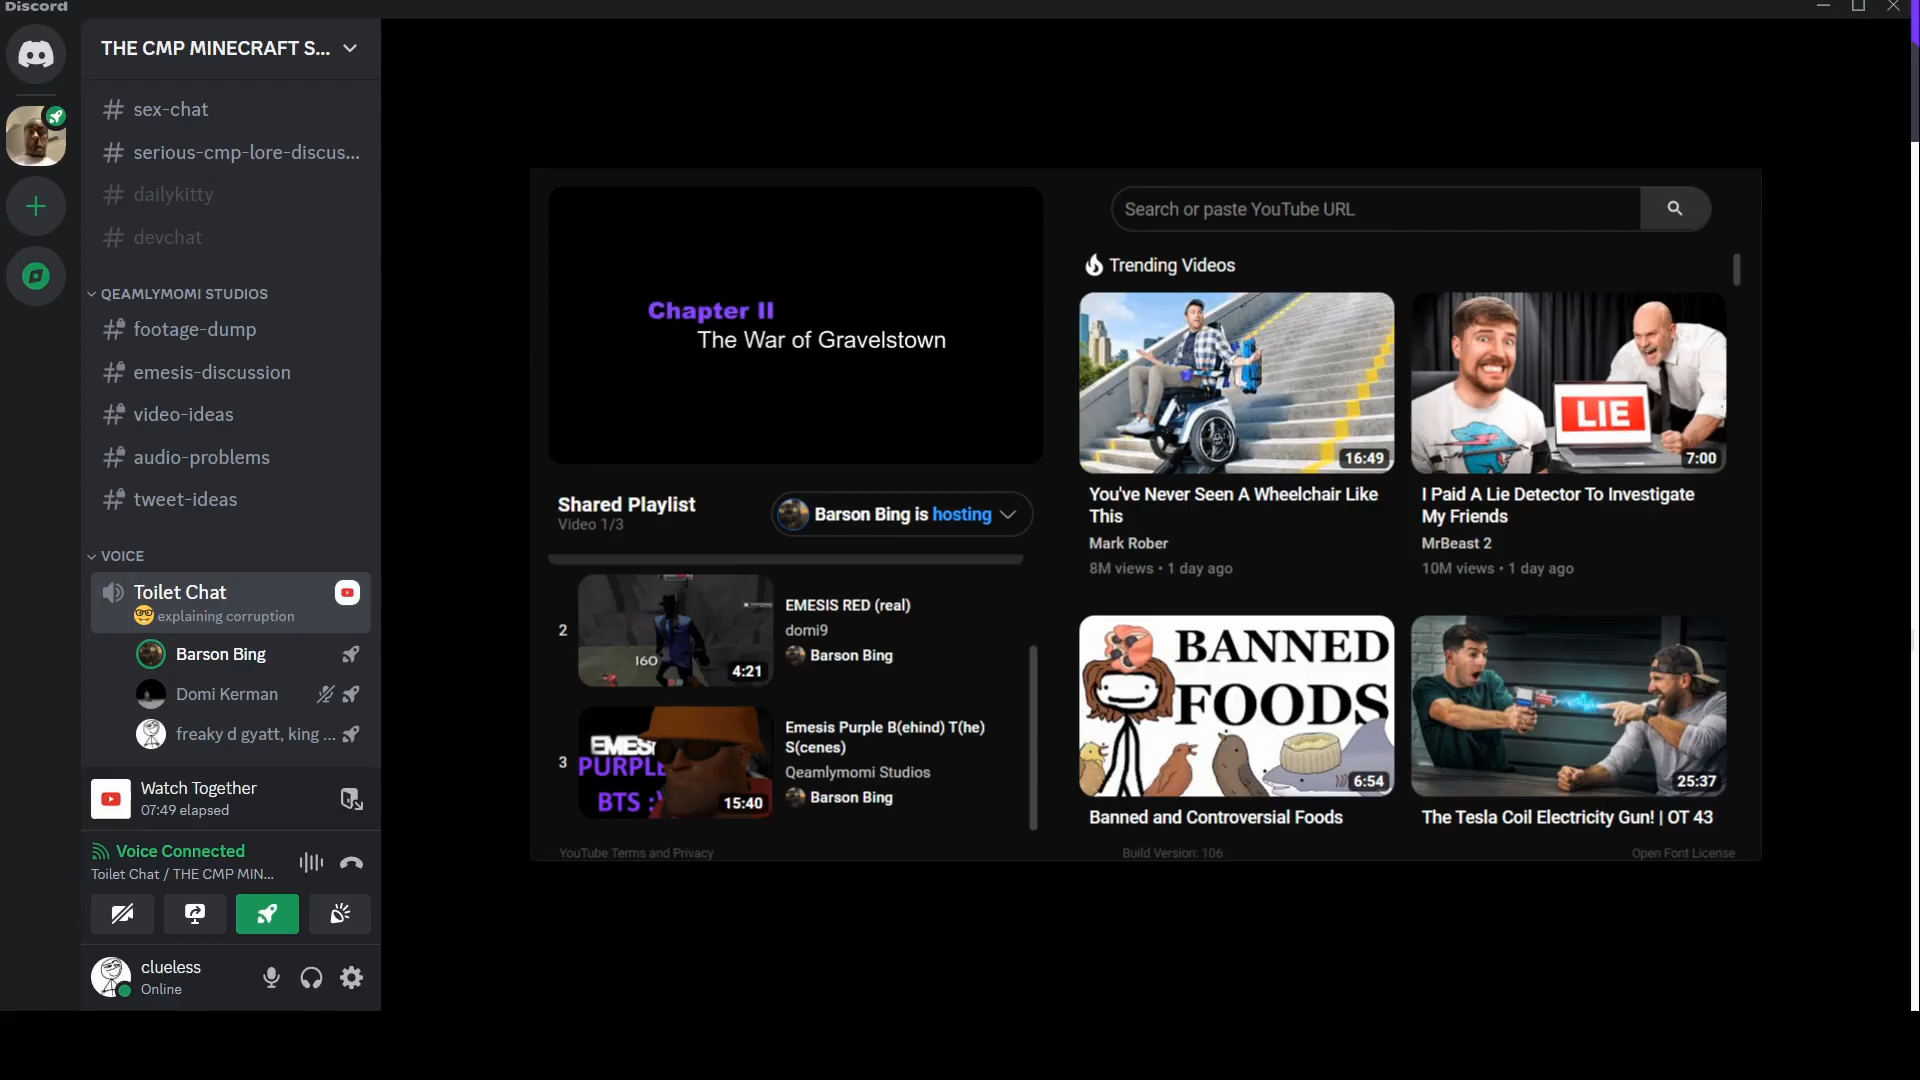 Discord
THE CMP MINECRAFT S...
sex-chat
serious-cmp-lore-discus...
dailykitty
devchat
QEAMLYMOMI STUDIOS
footage-dump
emesis-discussion
video-ideas
audio-problems
tweet-ideas
VOICE
Toilet Chat
explaining corruption
Barson Bing
Domi Kerman
freaky d gyatt, king ...
Watch Together
07:49 elapsed
Voice Connected
Toilet Chat / THE CMP MIN...
clueless
Online
Chapter II
The War of Gravelstown
Shared Playlist
Video 1/3
Barson Bing is hosting
2
160
4:21
EMESIS RED (real)
domi9
Barson Bing
3
EMESI
PURPLE
BTS :)
15:40
Emesis Purple B(ehind) T(he)
S(cenes)
Qeamlymomi Studios
Barson Bing
YouTube Terms and Privacy
Search or paste YouTube URL
Trending Videos
16:49
You've Never Seen A Wheelchair Like
This
Mark Rober
8M views • 1 day ago
LIE
7:00
I Paid A Lie Detector To Investigate
My Friends
MrBeast 2
10M views • 1 day ago
BANNED
FOODS
6:54
Banned and Controversial Foods
25:37
The Tesla Coil Electricity Gun! | OT 43
Build Version: 106
Open Font License